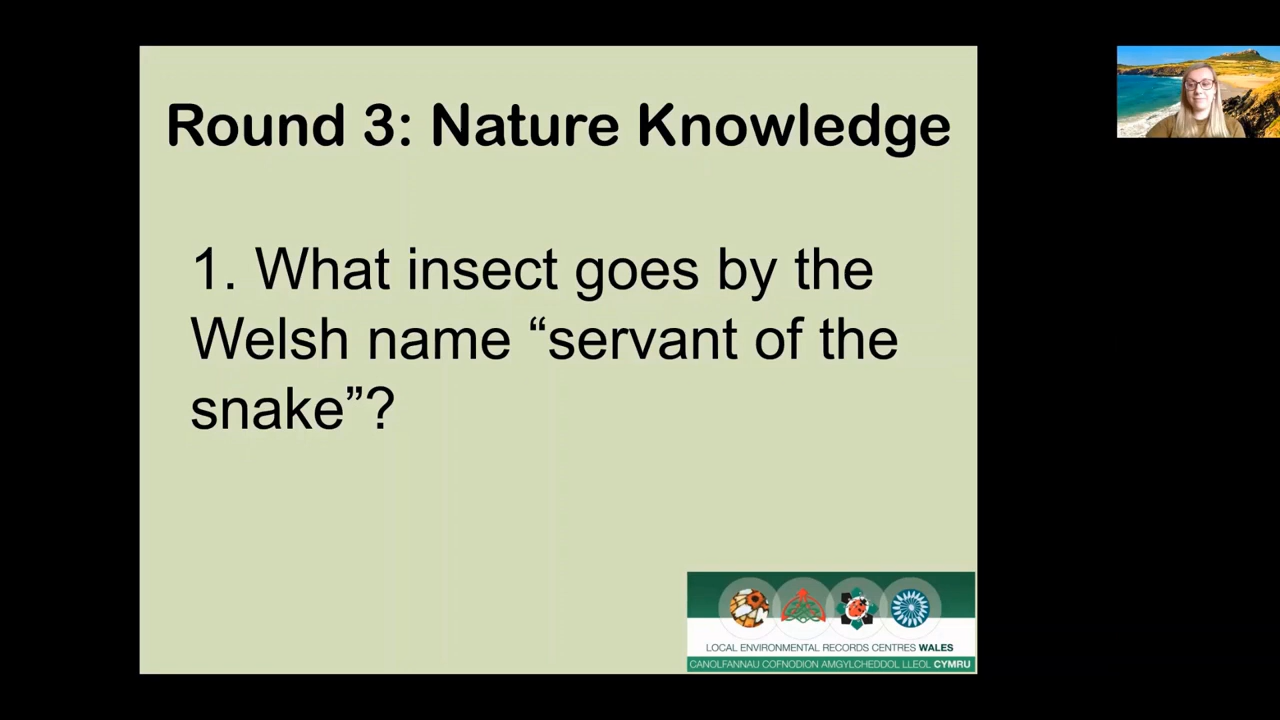 Round 3: Nature Knowledge
1. What insect goes by the
Welsh name “servant of the
snake”?
LOCAL ENVIRONMENTAL RECORDS CENTRES WALES
CANOLFANNAU COFNODION AMGYLCHEDDOL LLEOL CYMRU